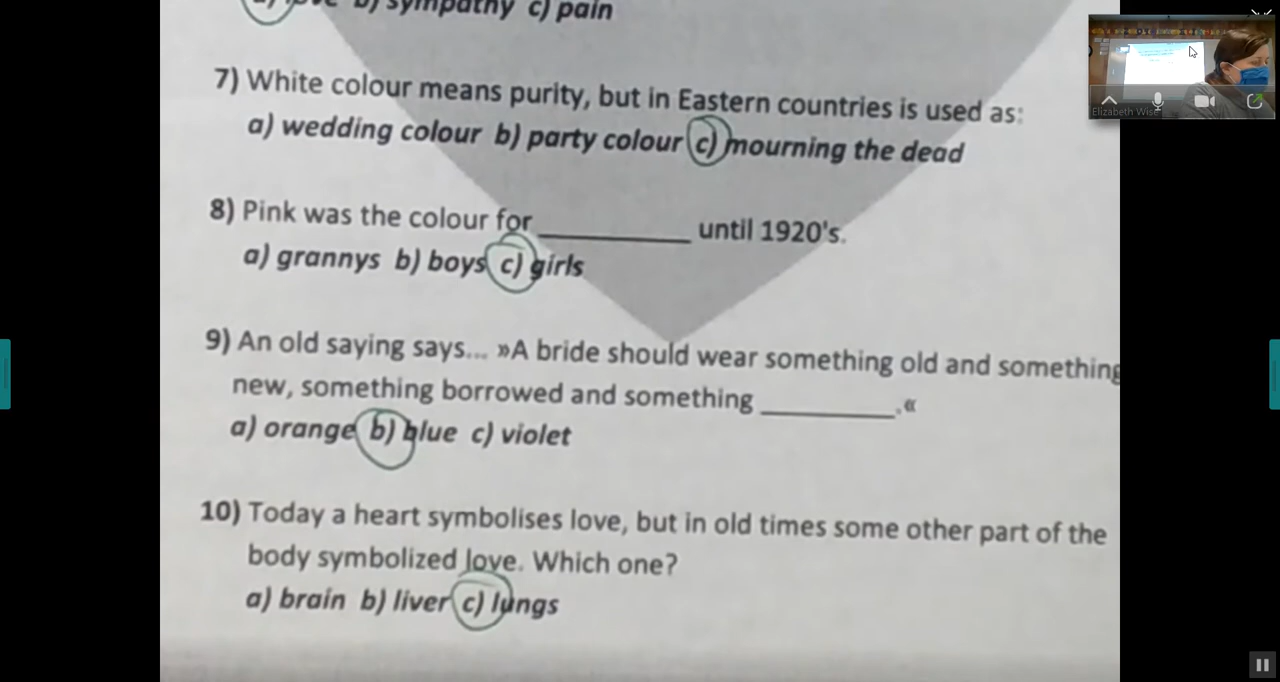 b) sympathy c) pain
Elizabeth Wise
7) White colour means purity, but in Eastern countries is used as:
a) wedding colour b) party colour c) mourning the dead
8) Pink was the colour for __________ until 1920's.
a) grannys b) boys c) girls
9) An old saying says... »A bride should wear something old and something
new, something borrowed and something _________.«
a) orange b) blue c) violet
10) Today a heart symbolises love, but in old times some other part of the
body symbolized love. Which one?
a) brain b) liver c) lungs